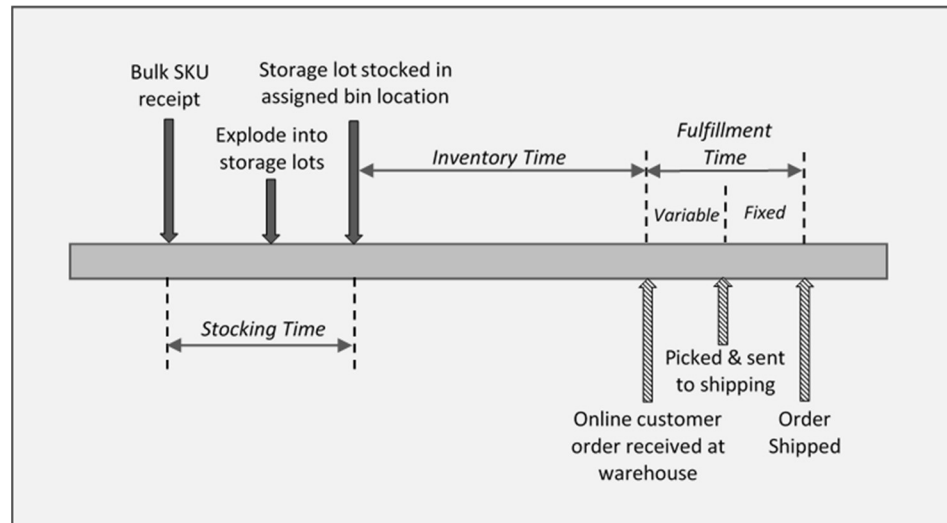 Bulk SKU
receipt
Storage lot stocked in
assigned bin location
Explode into
storage lots
Inventory Time
Fulfillment
Time
Variable
Fixed
Stocking Time
Picked & sent
to shipping
Online customer
order received at
warehouse
Order
Shipped